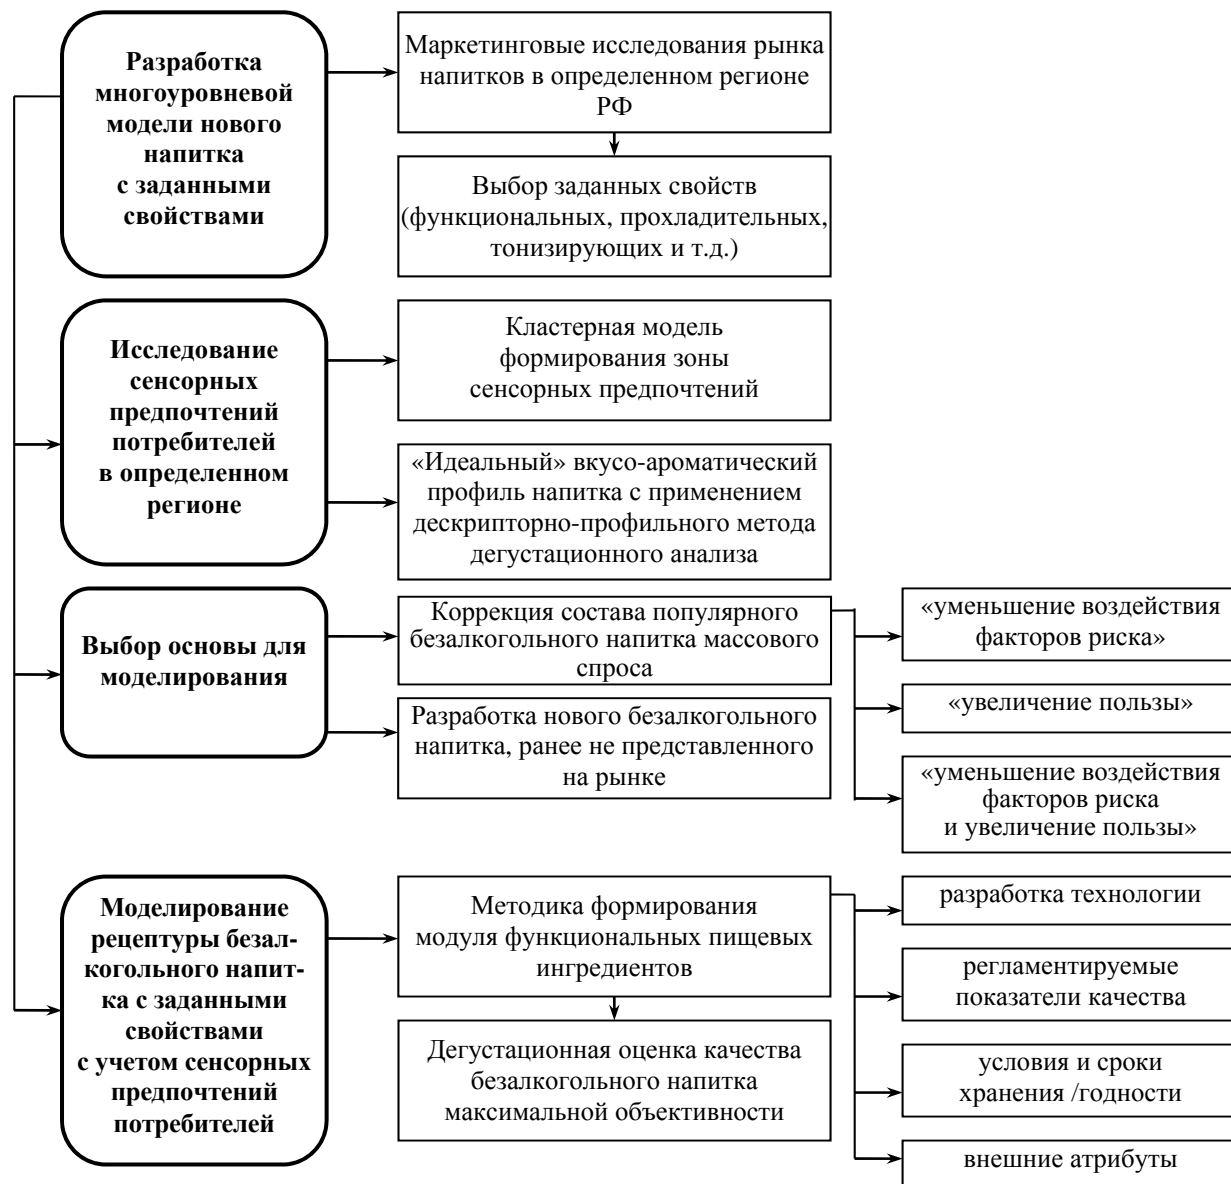 Разработка
многоуровневой
модели нового
напитка
с заданными
свойствами
Маркетинговые исследования рынка
напитков в определенном регионе
РФ
Выбор заданных свойств
(функциональных, прохладительных,
тонизирующих и т.д.)
Исследование
сенсорных
предпочтений
потребителей
в определенном
регионе
Кластерная модель
формирования зоны
сенсорных предпочтений
«Идеальный» вкусо-ароматический
профиль напитка с применением
дескрипторно-профильного метода
дегустационного анализа
Выбор основы для
моделирования
Коррекция состава популярного
безалкогольного напитка массового
спроса
Разработка нового безалкогольного
напитка, ранее не представленного
на рынке
«уменьшение воздействия
факторов риска»
«увеличение пользы»
«уменьшение воздействия
факторов риска
и увеличение пользы»
Моделирование
рецептуры безал-
когольного напит-
ка с заданными
свойствами
с учетом сенсорных
предпочтений
потребителей
Методика формирования
модуля функциональных пищевых
ингредиентов
Дегустационная оценка качества
безалкогольного напитка
максимальной объективности
разработка технологии
регламентируемые
показатели качества
условия и сроки
хранения /годности
внешние атрибуты